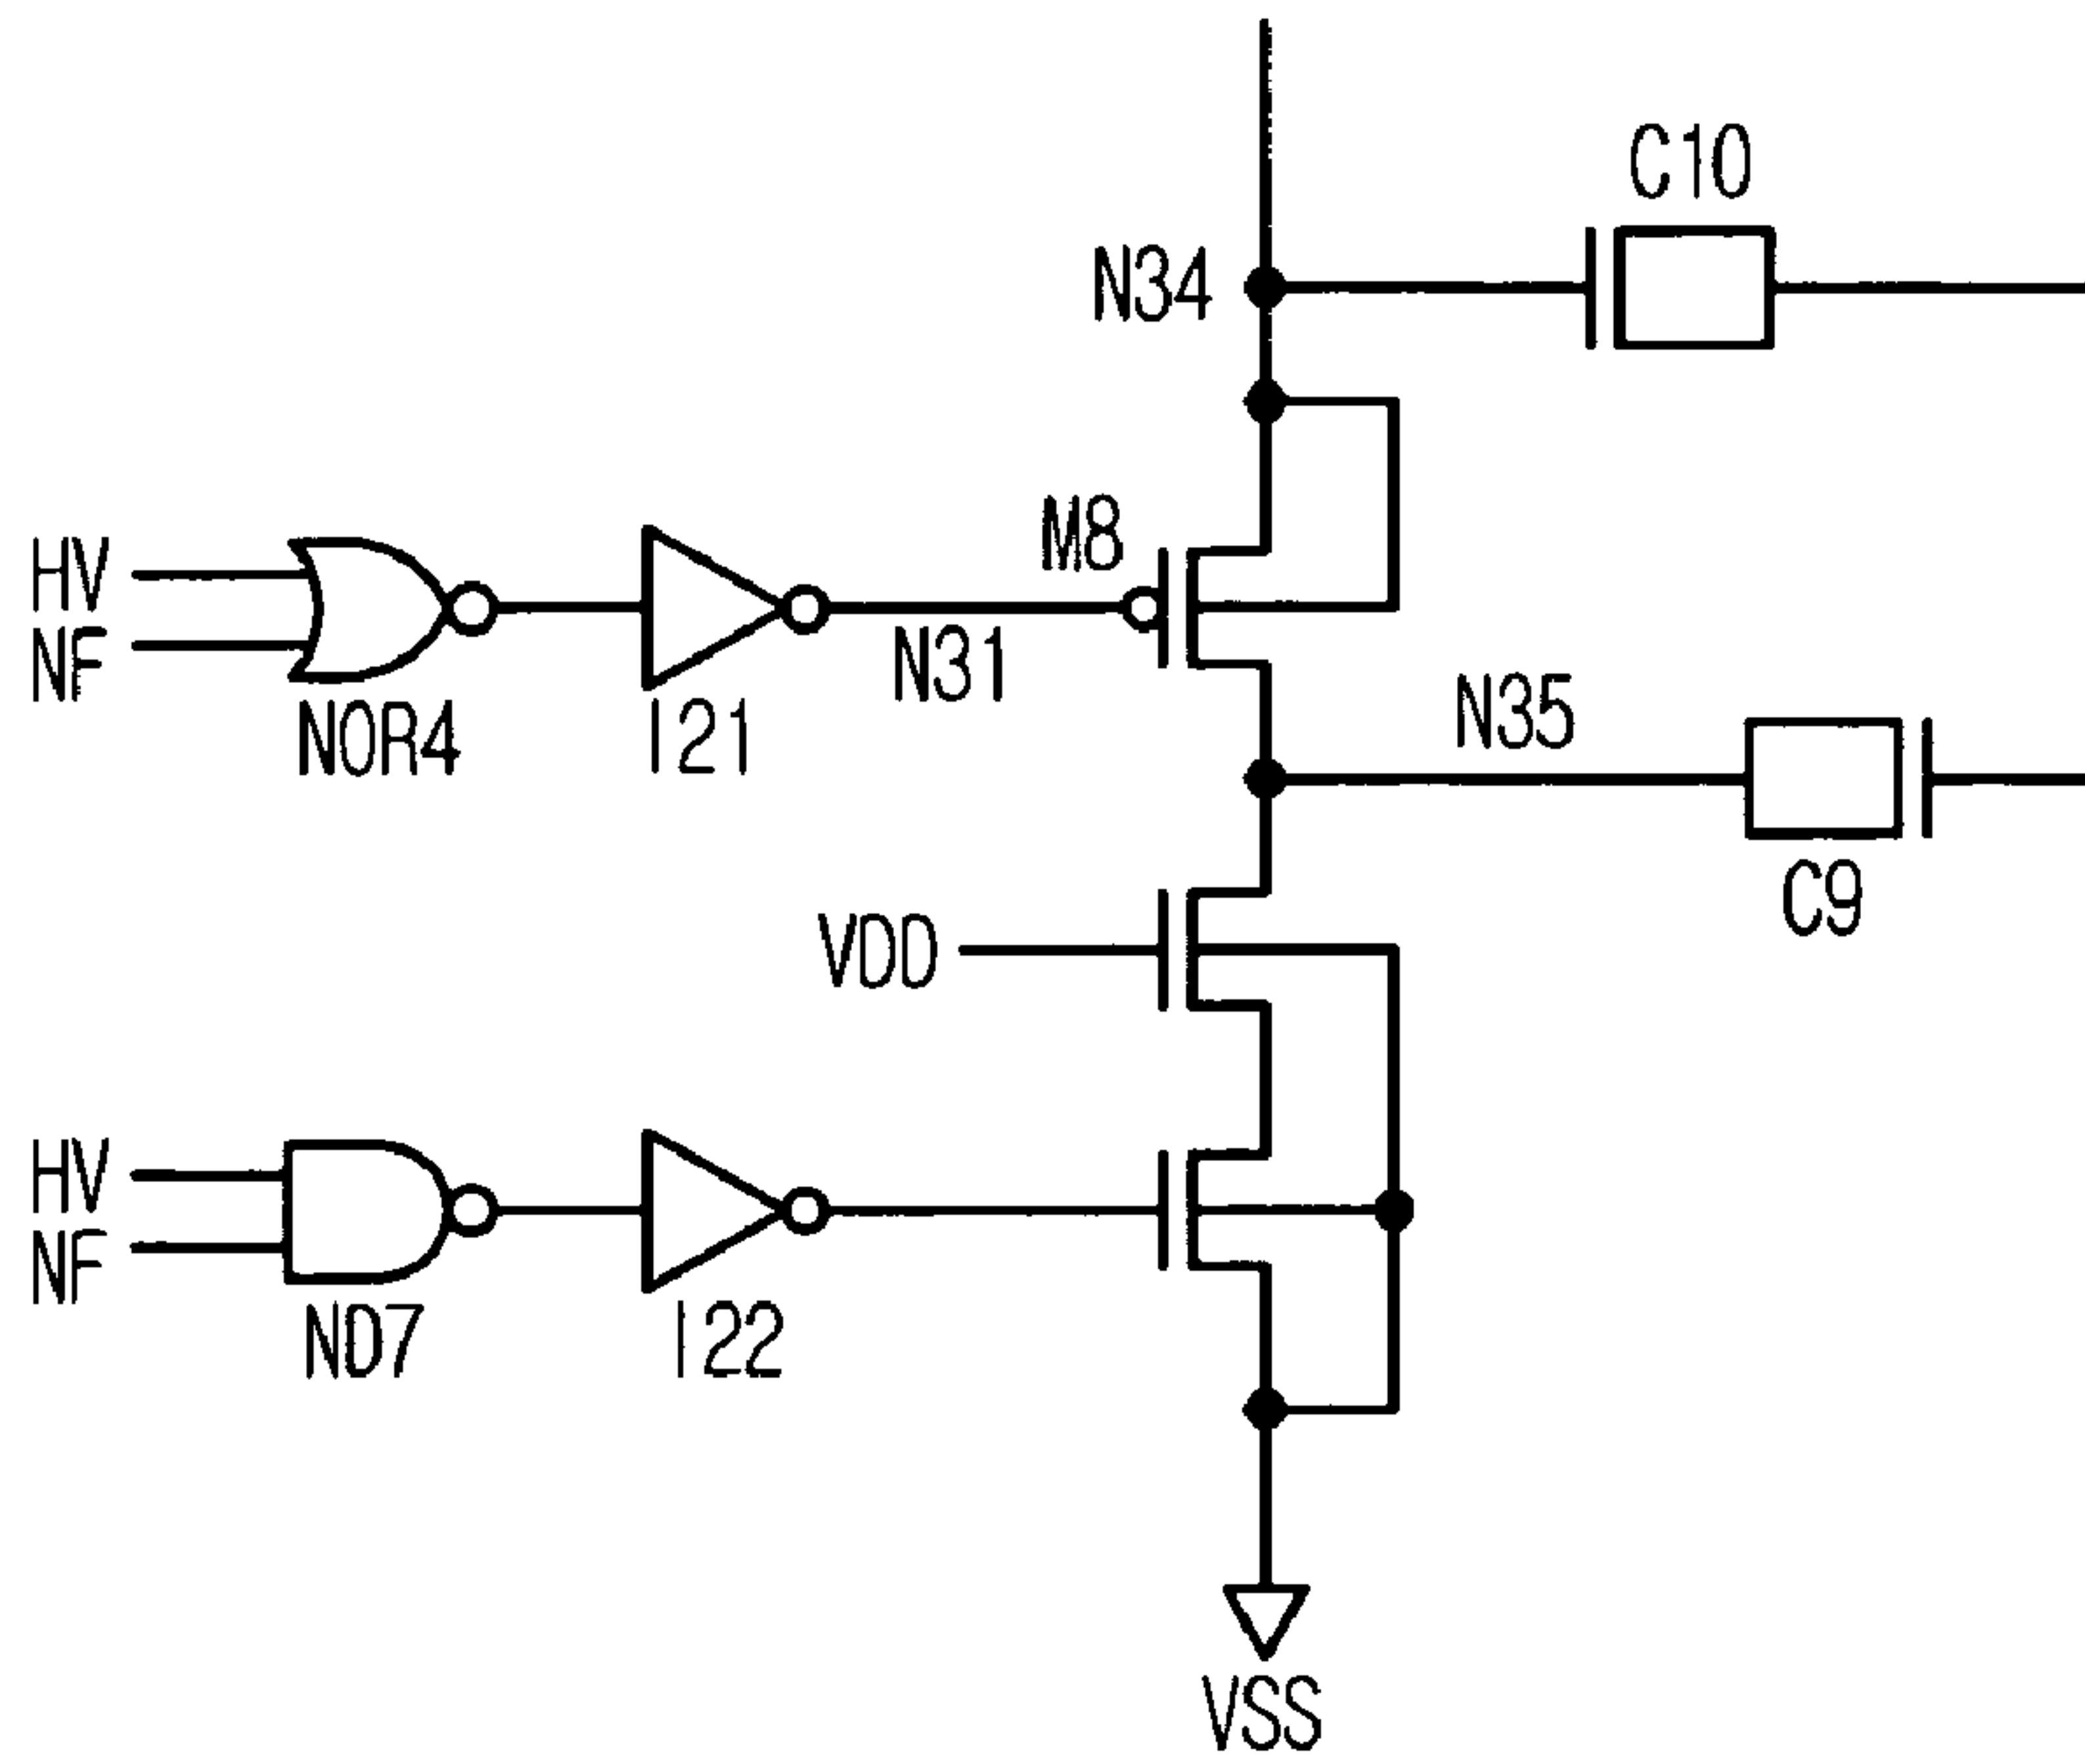 C10
N34
M8
HV
NF
N31
NOR4
I21
N35
C9
VDD
HV
NF
ND7
I22
VSS